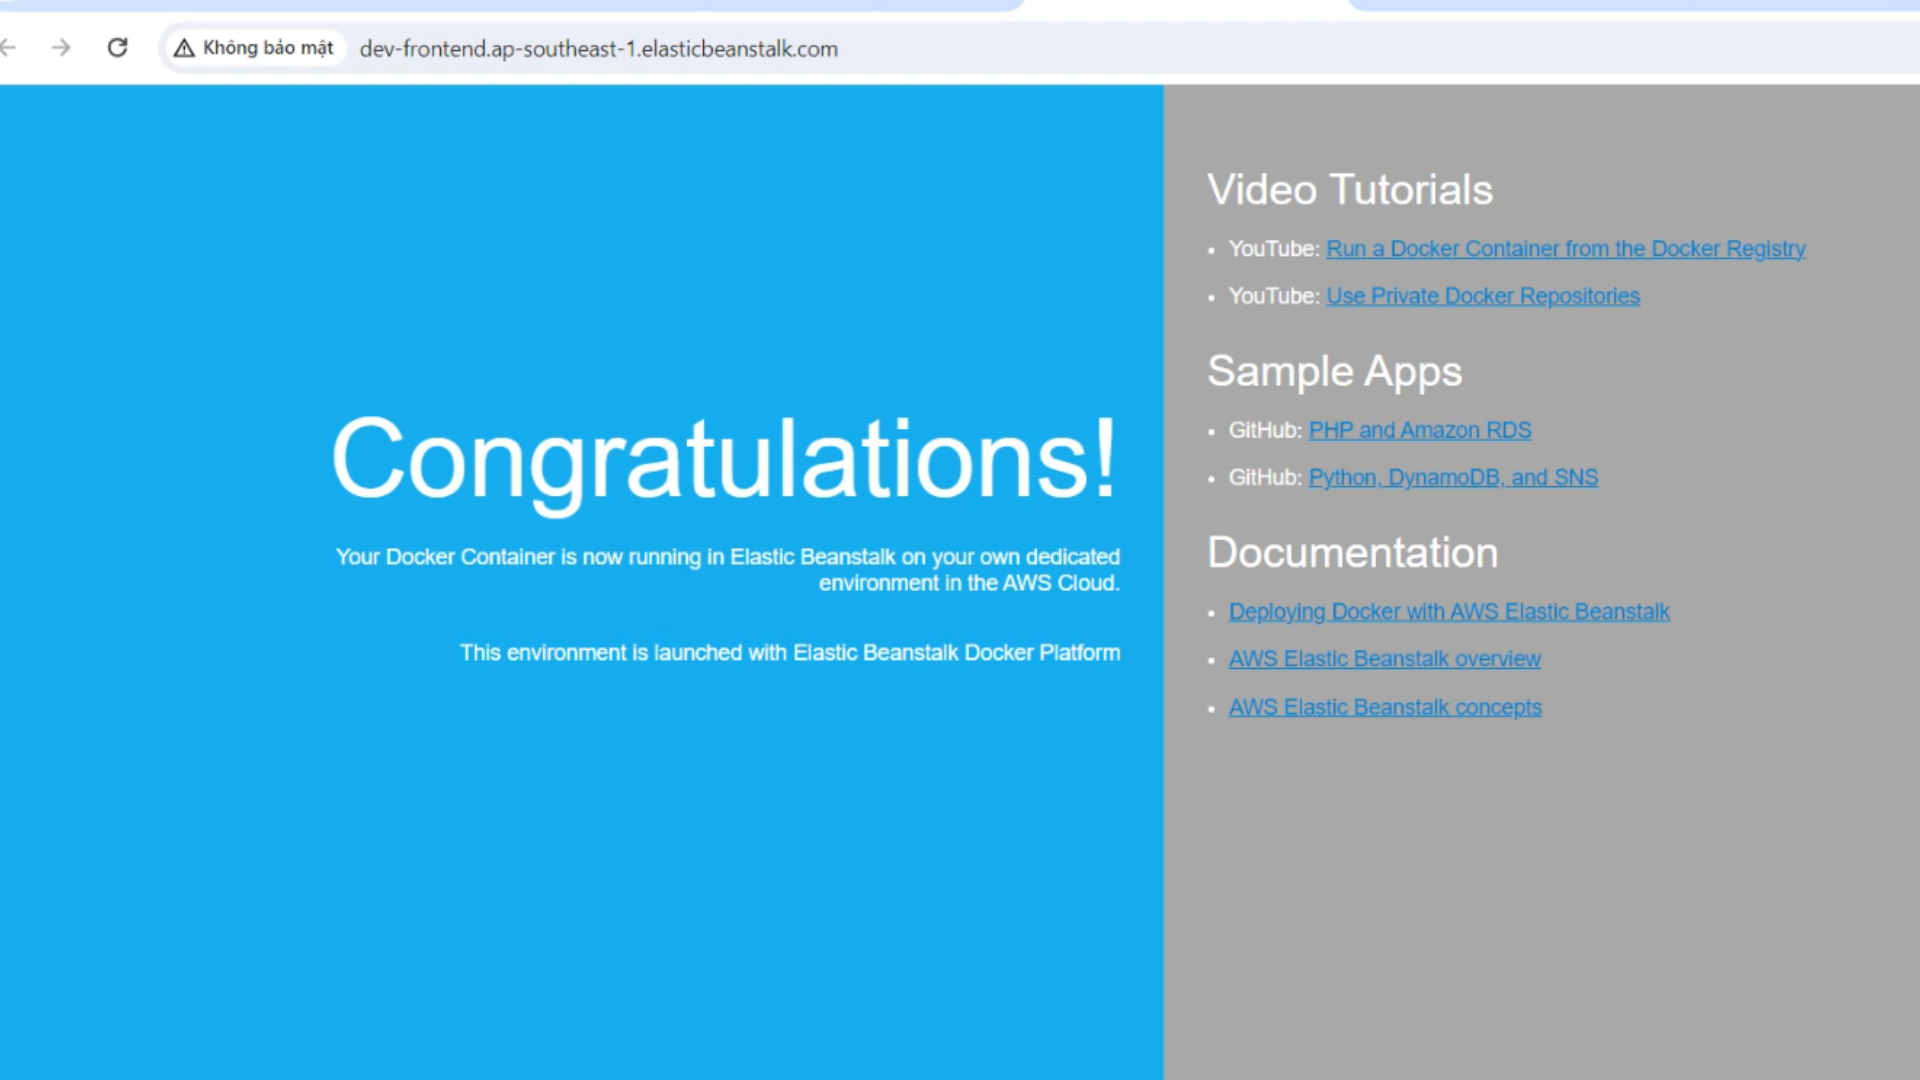 Không bảo mật
dev-frontend.ap-southeast-1.elasticbeanstalk.com
Congratulations!
Your Docker Container is now running in Elastic Beanstalk on your own dedicated
environment in the AWS Cloud.
This environment is launched with Elastic Beanstalk Docker Platform
Video Tutorials
• YouTube: Run a Docker Container from the Docker Registry
• YouTube: Use Private Docker Repositories
Sample Apps
• GitHub: PHP and Amazon RDS
• GitHub: Python, DynamoDB, and SNS
Documentation
• Deploying Docker with AWS Elastic Beanstalk
• AWS Elastic Beanstalk overview
• AWS Elastic Beanstalk concepts